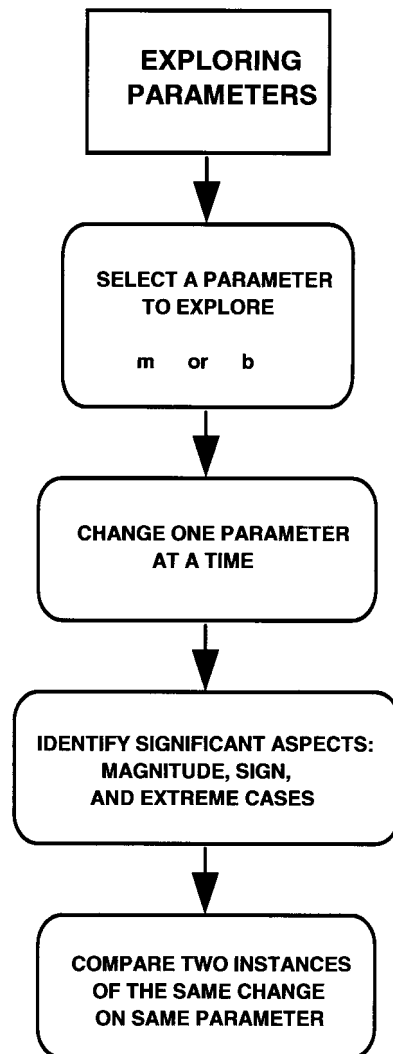 EXPLORING
PARAMETERS
SELECT A PARAMETER
TO EXPLORE
m or b
CHANGE ONE PARAMETER
AT A TIME
IDENTIFY SIGNIFICANT ASPECTS:
MAGNITUDE, SIGN,
AND EXTREME CASES
COMPARE TWO INSTANCES
OF THE SAME CHANGE
ON SAME PARAMETER